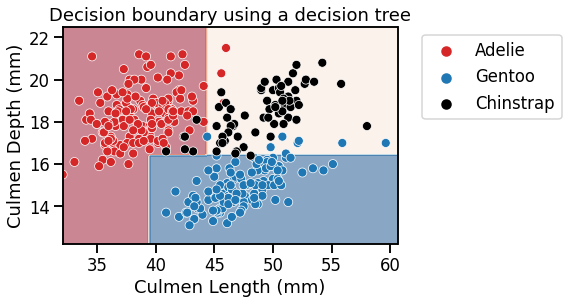 Decision boundary using a decision tree
Culmen Depth (mm)
22
20
18
16
14
35
40
45
50
55
60
Culmen Length (mm)
Adelie
Gentoo
Chinstrap